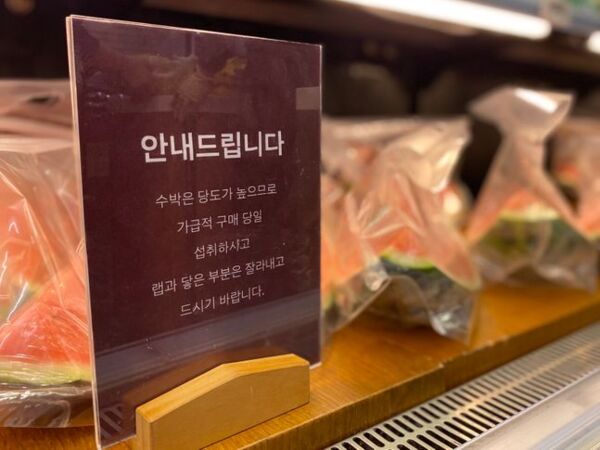 안내드립니다
수박은 당도가 높으므로
가급적 구매 당일
섭취하시고
랩과 닿은 부분은 잘라내고
드시기 바랍니다.